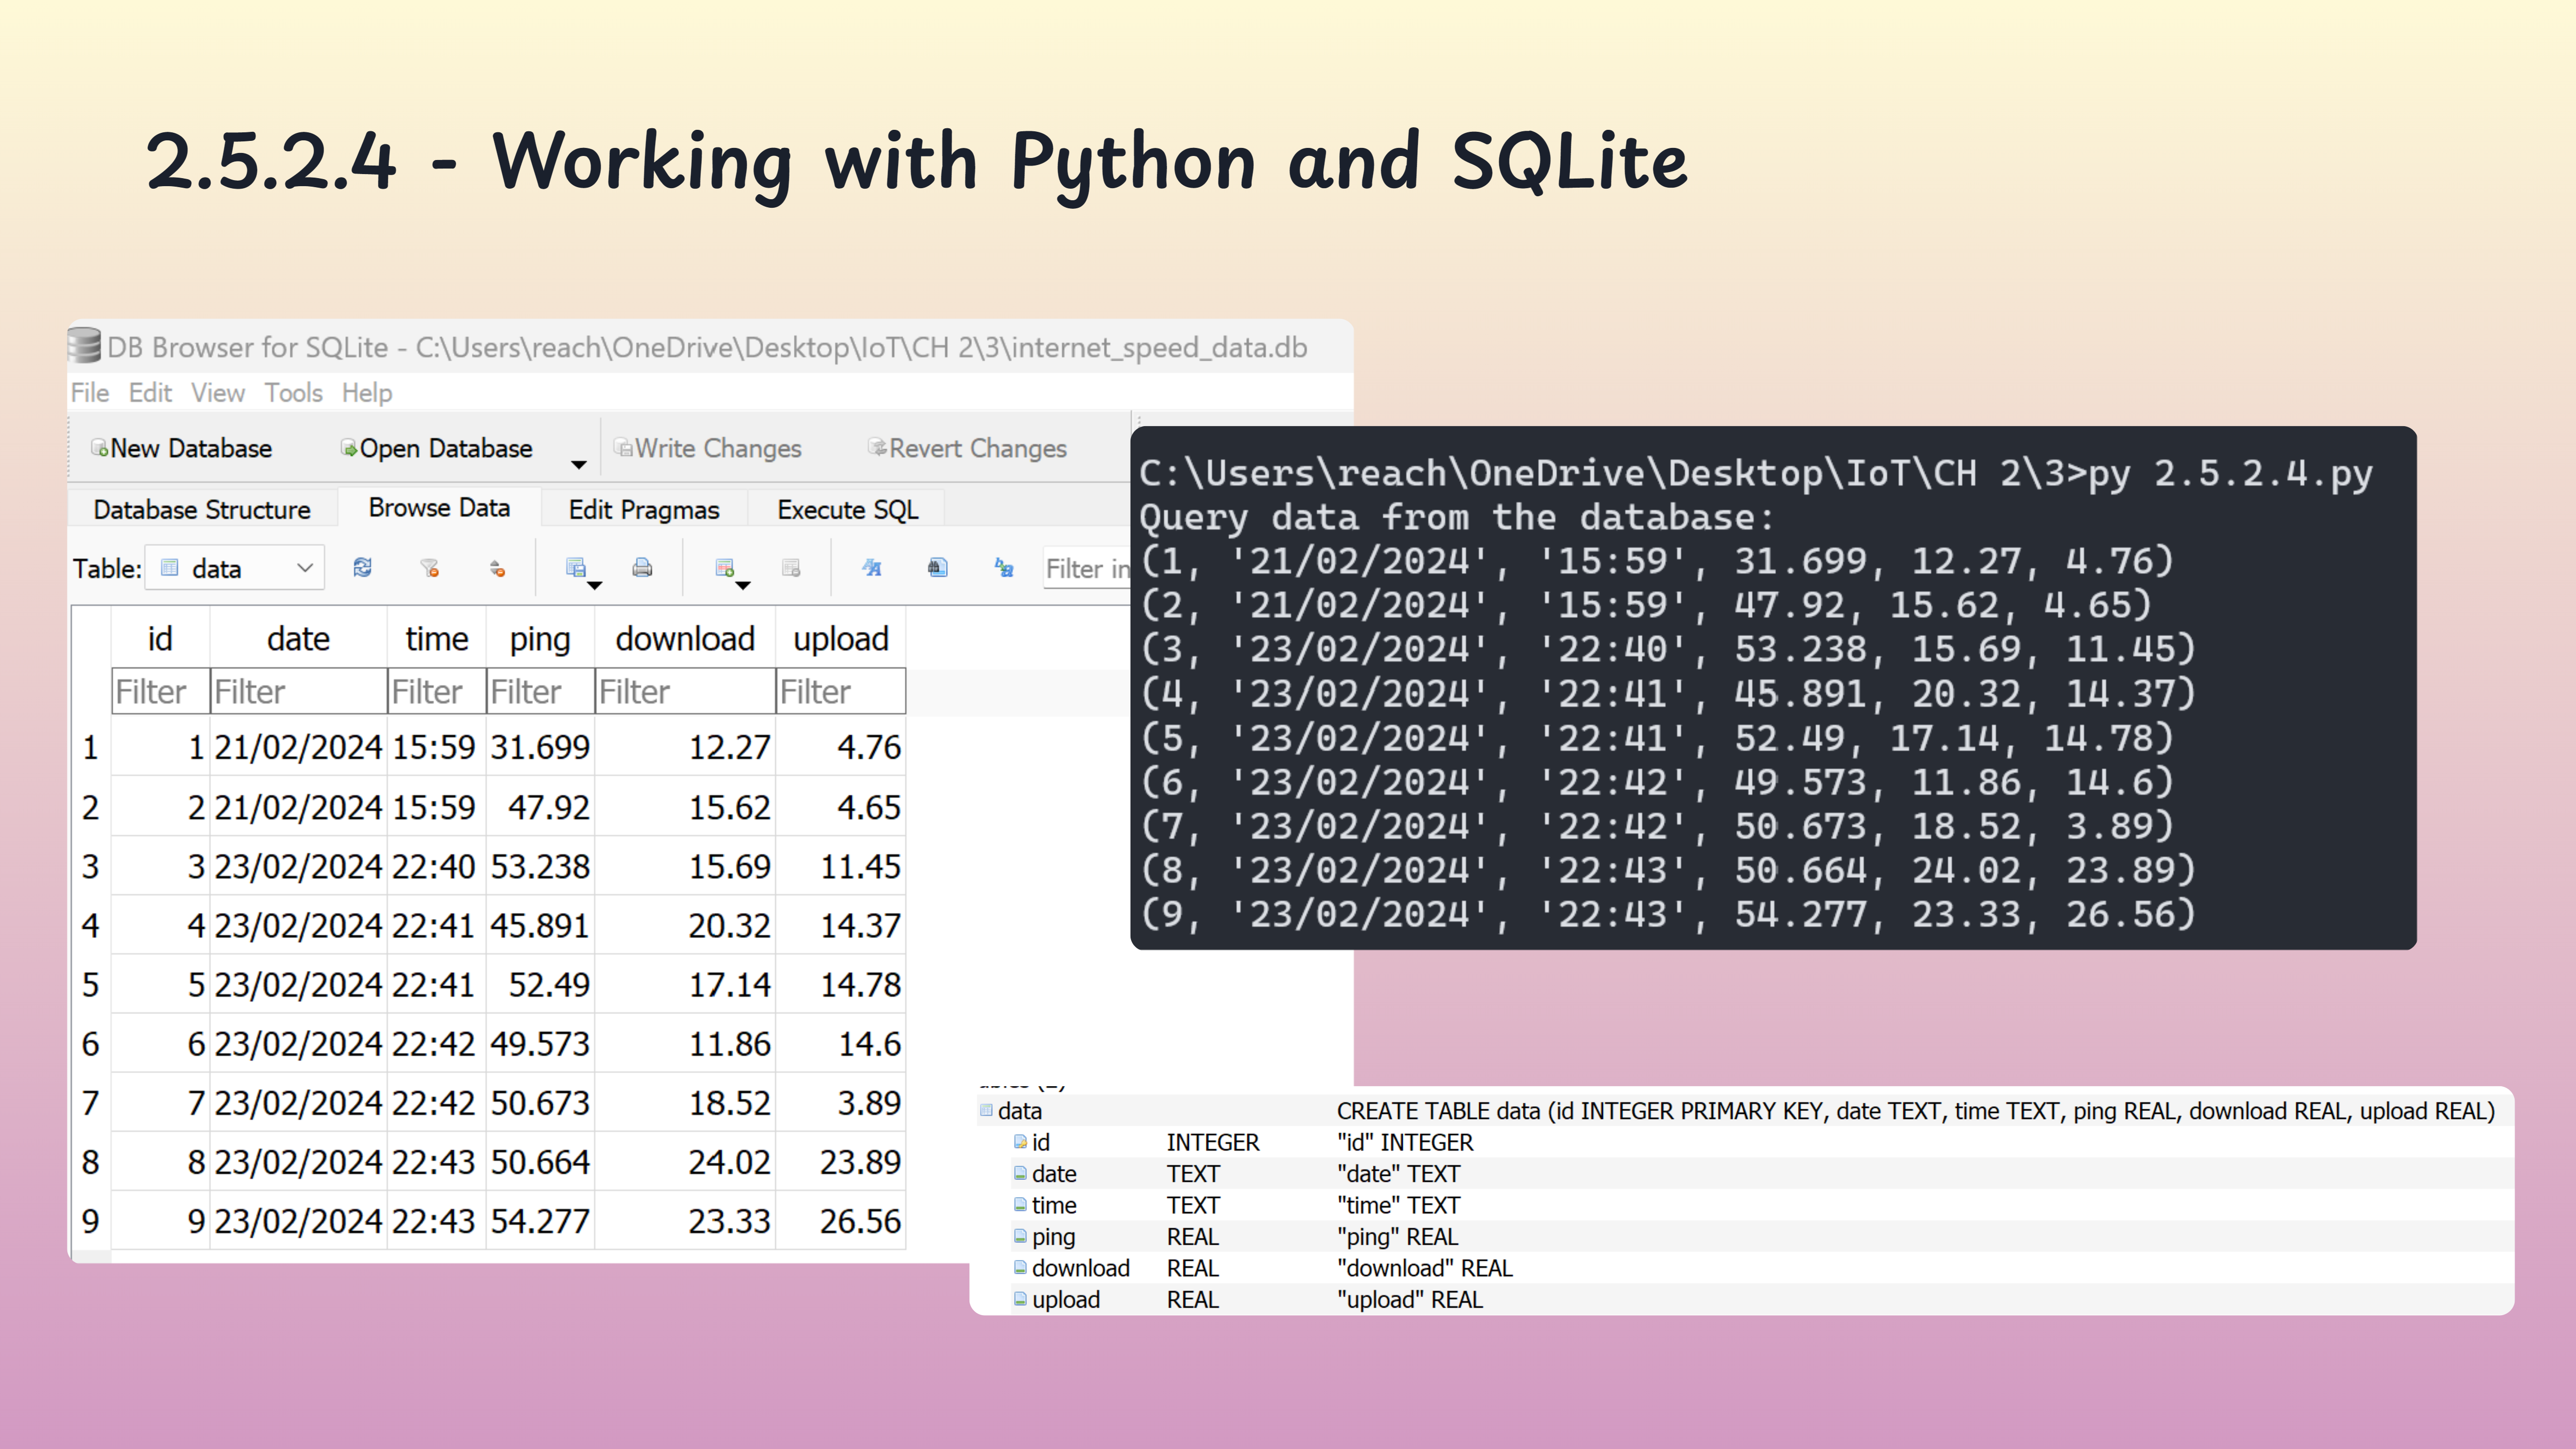 2.5.2.4 - Working with Python and SQLite
DB Browser for SQLite - C:\Users\reach\OneDrive\Desktop\IoT\CH 2\3\internet_speed_data.db
File Edit View Tools Help
New Database Open Database Write Changes Revert Changes
Database Structure Browse Data Edit Pragmas Execute SQL
Table: data Filter in
id date time ping download upload
Filter Filter Filter Filter Filter Filter
1 1 21/02/2024 15:59 31.699 12.27 4.76
2 2 21/02/2024 15:59 47.92 15.62 4.65
3 3 23/02/2024 22:40 53.238 15.69 11.45
4 4 23/02/2024 22:41 45.891 20.32 14.37
5 5 23/02/2024 22:41 52.49 17.14 14.78
6 6 23/02/2024 22:42 49.573 11.86 14.6
7 7 23/02/2024 22:42 50.673 18.52 3.89
8 8 23/02/2024 22:43 50.664 24.02 23.89
9 9 23/02/2024 22:43 54.277 23.33 26.56
C:\Users\reach\OneDrive\Desktop\IoT\CH 2\3>py 2.5.2.4.py
Query data from the database:
(1, '21/02/2024', '15:59', 31.699, 12.27, 4.76)
(2, '21/02/2024', '15:59', 47.92, 15.62, 4.65)
(3, '23/02/2024', '22:40', 53.238, 15.69, 11.45)
(4, '23/02/2024', '22:41', 45.891, 20.32, 14.37)
(5, '23/02/2024', '22:41', 52.49, 17.14, 14.78)
(6, '23/02/2024', '22:42', 49.573, 11.86, 14.6)
(7, '23/02/2024', '22:42', 50.673, 18.52, 3.89)
(8, '23/02/2024', '22:43', 50.664, 24.02, 23.89)
(9, '23/02/2024', '22:43', 54.277, 23.33, 26.56)
data CREATE TABLE data (id INTEGER PRIMARY KEY, date TEXT, time TEXT, ping REAL, download REAL, upload REAL)
id INTEGER "id" INTEGER
date TEXT "date" TEXT
time TEXT "time" TEXT
ping REAL "ping" REAL
download REAL "download" REAL
upload REAL "upload" REAL